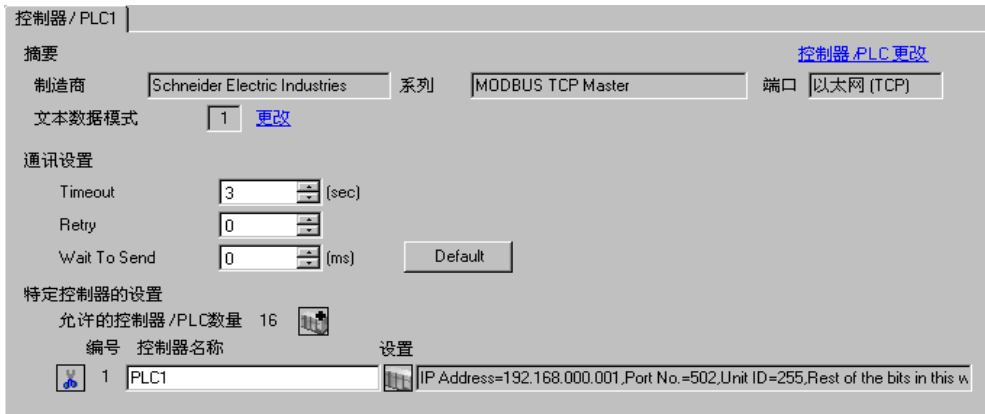 控制器/PLC1
摘要 控制器/PLC更改
制造商 Schneider Electric Industries 系列 MODBUS TCP Master 端口 以太网 (TCP)
文本数据模式 1 更改
通讯设置
Timeout 3 (sec)
Retry 0
Wait To Send 0 (ms) Default
特定控制器的设置
允许的控制器/PLC数量 16
编号 控制器名称 设置
1 PLC1 IP Address=192.168.000.001,Port No.=502,Unit ID=255,Rest of the bits in this w